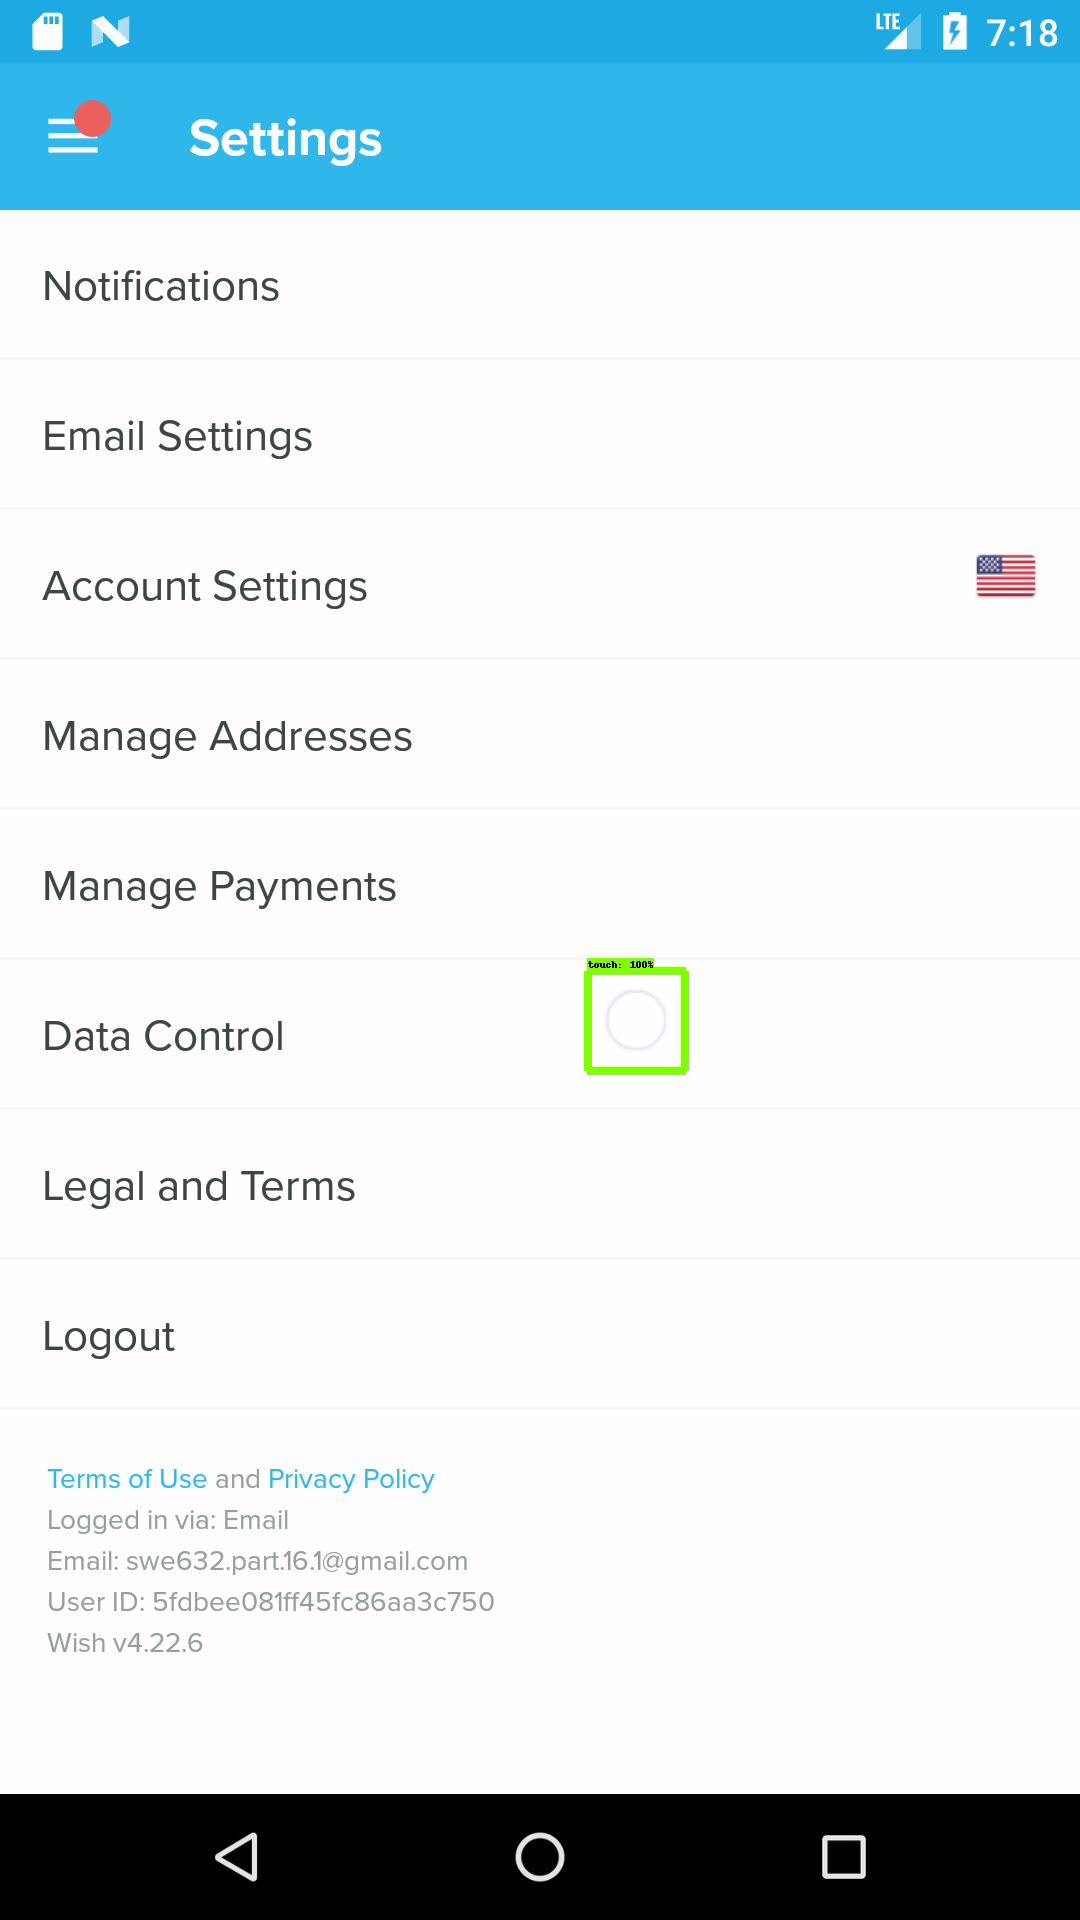 LTE 7:18
Settings
Notifications
Email Settings
Account Settings
Manage Addresses
Manage Payments
touch: 100%
Data Control
Legal and Terms
Logout
Terms of Use and Privacy Policy
Logged in via: Email
Email: swe632.part.16.1@gmail.com
User ID: 5fdbee081ff45fc86aa3c750
Wish v4.22.6